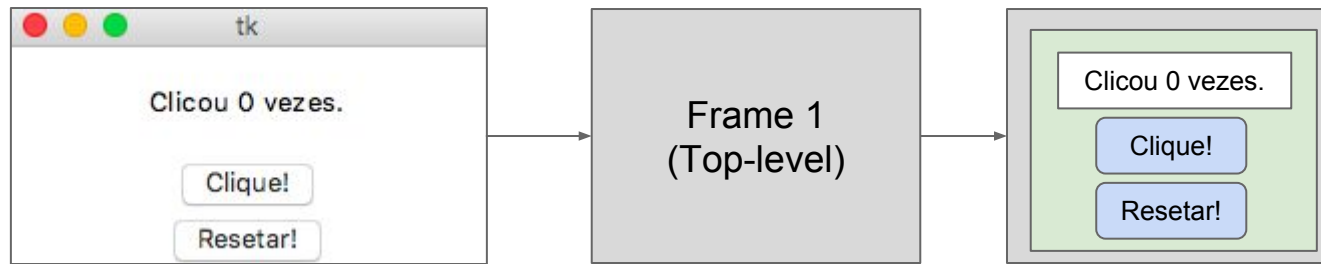 tk
Clicou 0 vezes.
Clique!
Resetar!
Frame 1
(Top-level)
Clicou 0 vezes.
Clique!
Resetar!